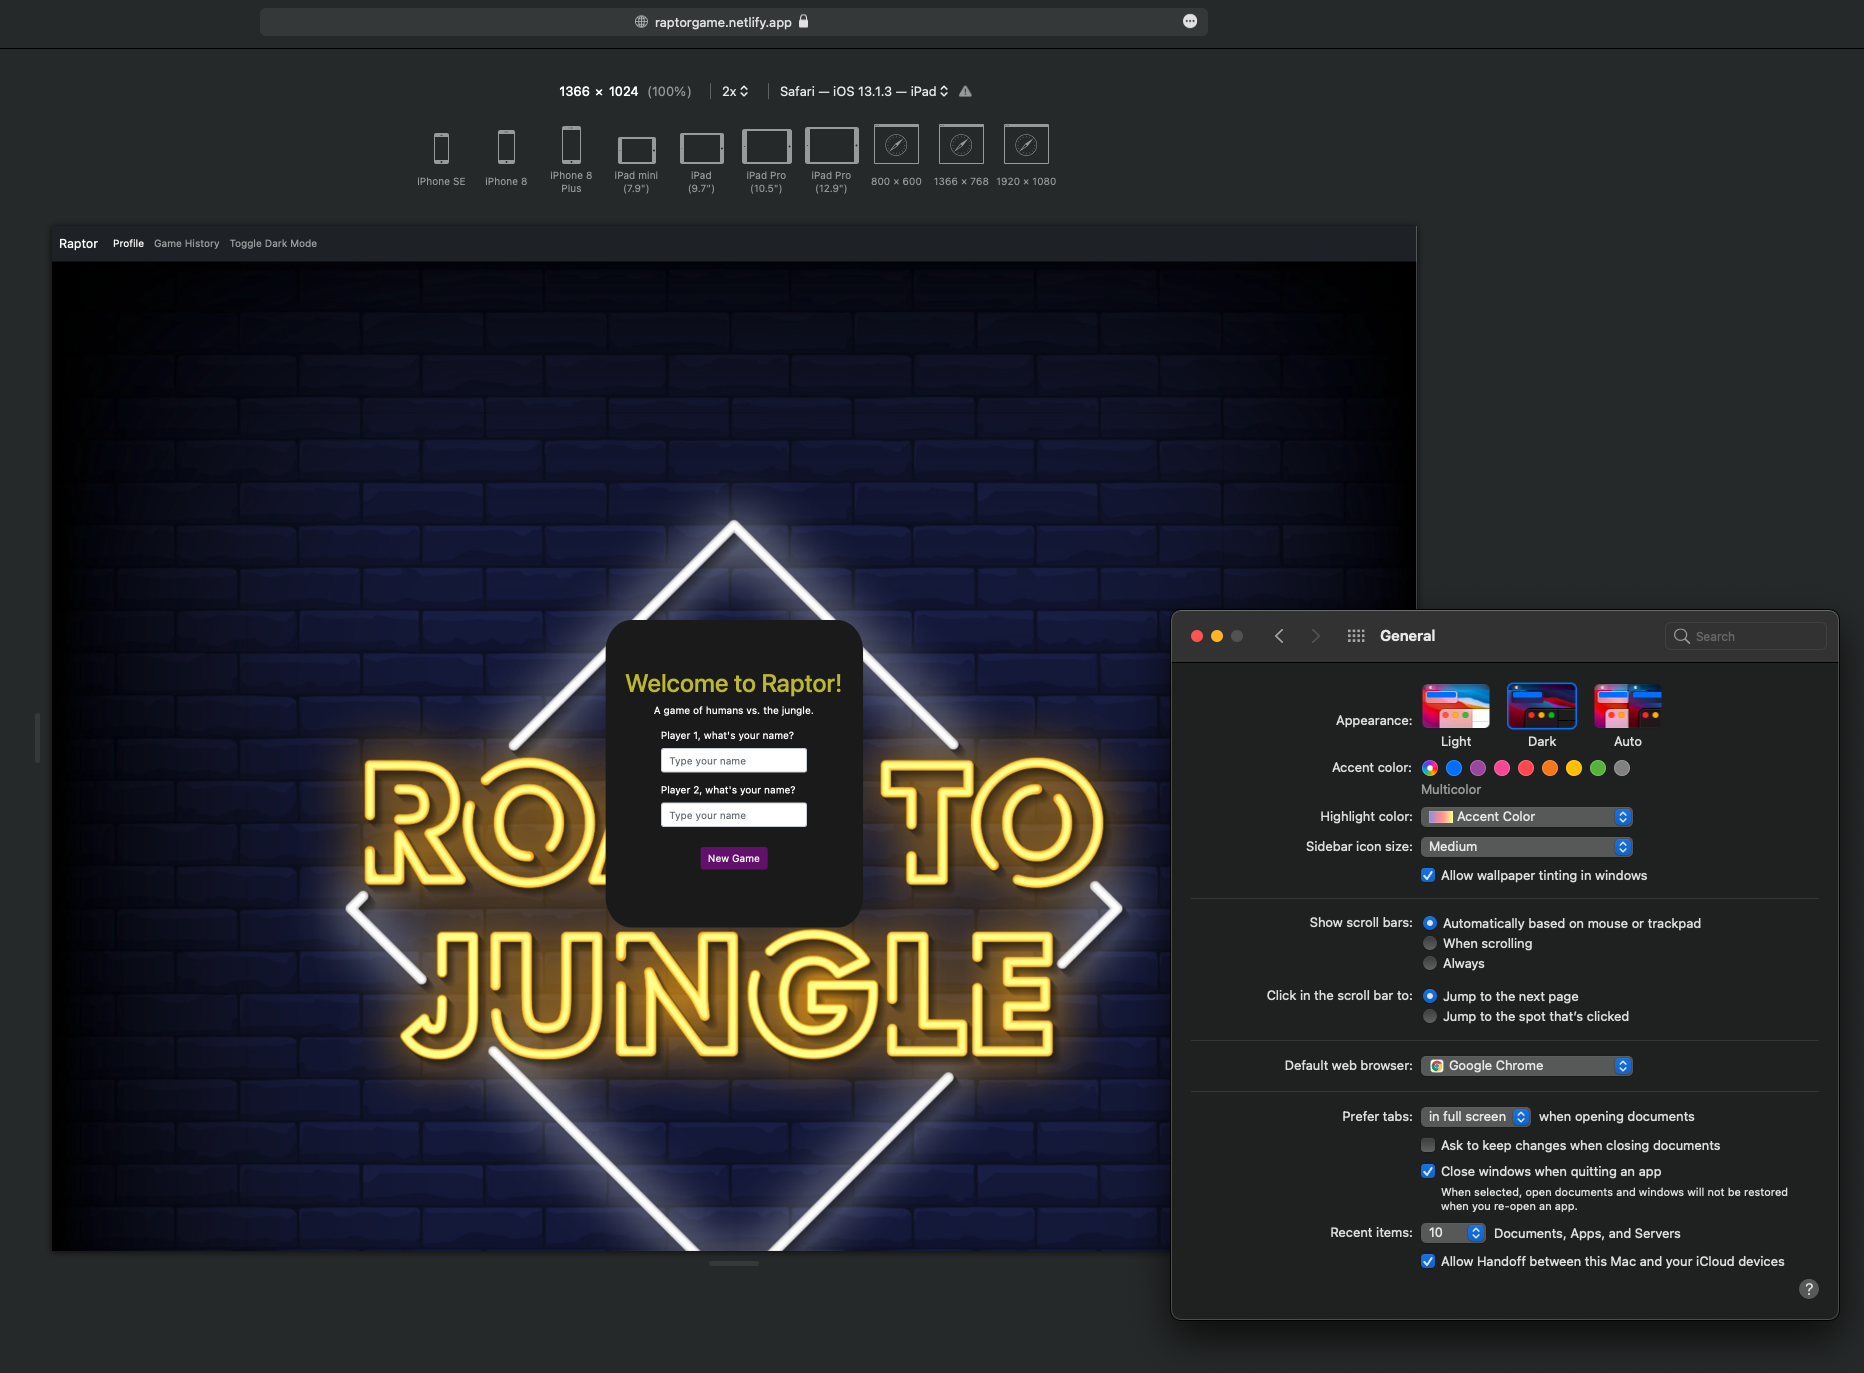 raptorgame.netlify.app
1366 × 1024 (100%) 2x Safari — iOS 13.1.3 — iPad
iPhone SE
iPhone 8
iPhone 8
Plus
iPad mini
(7.9")
iPad
(9.7")
iPad Pro
(10.5")
iPad Pro
(12.9")
800 × 600
1366 × 768
1920 × 1080
Raptor Profile Game History Toggle Dark Mode
Welcome to Raptor!
A game of humans vs. the jungle.
Player 1, what's your name?
Type your name
Player 2, what's your name?
Type your name
New Game
TO
JUNGLE
General
Search
Appearance:
Light Dark Auto
Accent color:
Multicolor
Highlight color: Accent Color
Sidebar icon size: Medium
Allow wallpaper tinting in windows
Show scroll bars: Automatically based on mouse or trackpad
When scrolling
Always
Click in the scroll bar to: Jump to the next page
Jump to the spot that's clicked
Default web browser: Google Chrome
Prefer tabs: in full screen when opening documents
Ask to keep changes when closing documents
Close windows when quitting an app
When selected, open documents and windows will not be restored
when you re-open an app.
Recent items: 10 Documents, Apps, and Servers
Allow Handoff between this Mac and your iCloud devices
?